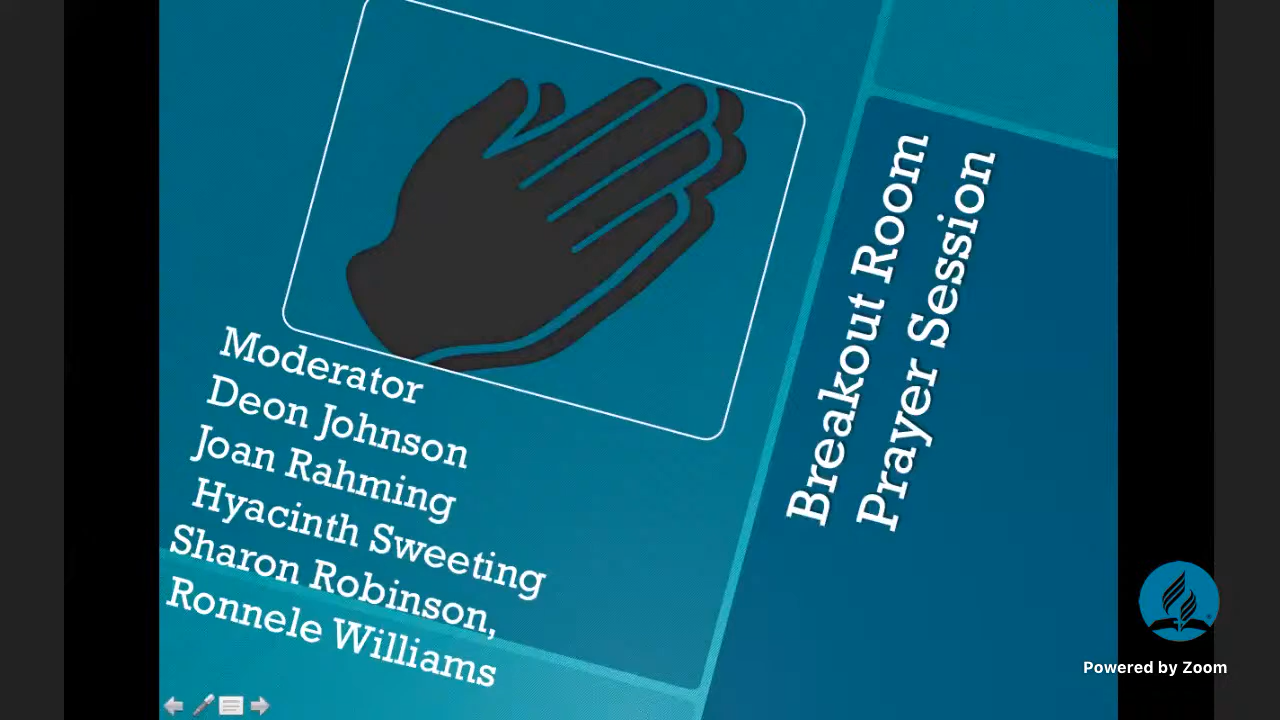 Breakout Room
Prayer Session
Moderator
Deon Johnson
Joan Rahming
Hyacinth Sweeting
Sharon Robinson,
Ronnele Williams
Powered by Zoom